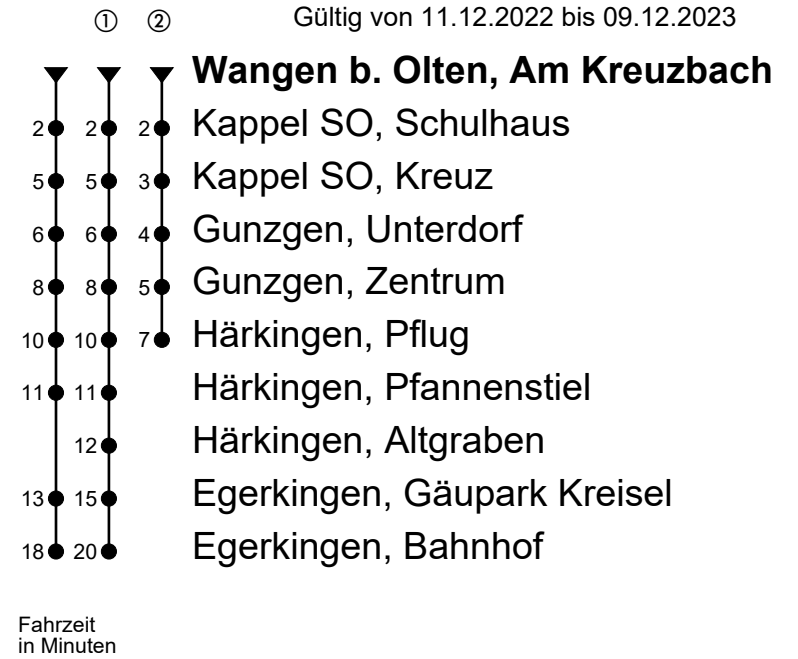 ① ② Gültig von 11.12.2022 bis 09.12.2023
Wangen b. Olten, Am Kreuzbach
2 2 2 Kappel SO, Schulhaus
5 5 3 Kappel SO, Kreuz
6 6 4 Gunzgen, Unterdorf
8 8 5 Gunzgen, Zentrum
10 10 7 Härkingen, Pflug
11 11 Härkingen, Pfannenstiel
12 Härkingen, Altgraben
13 15 Egerkingen, Gäupark Kreisel
18 20 Egerkingen, Bahnhof
Fahrzeit
in Minuten